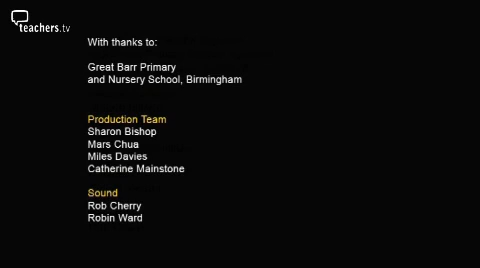 teachers.tv
With thanks to:
Great Barr Primary
and Nursery School, Birmingham
Production Team
Sharon Bishop
Mars Chua
Miles Davies
Catherine Mainstone
Sound
Rob Cherry
Robin Ward